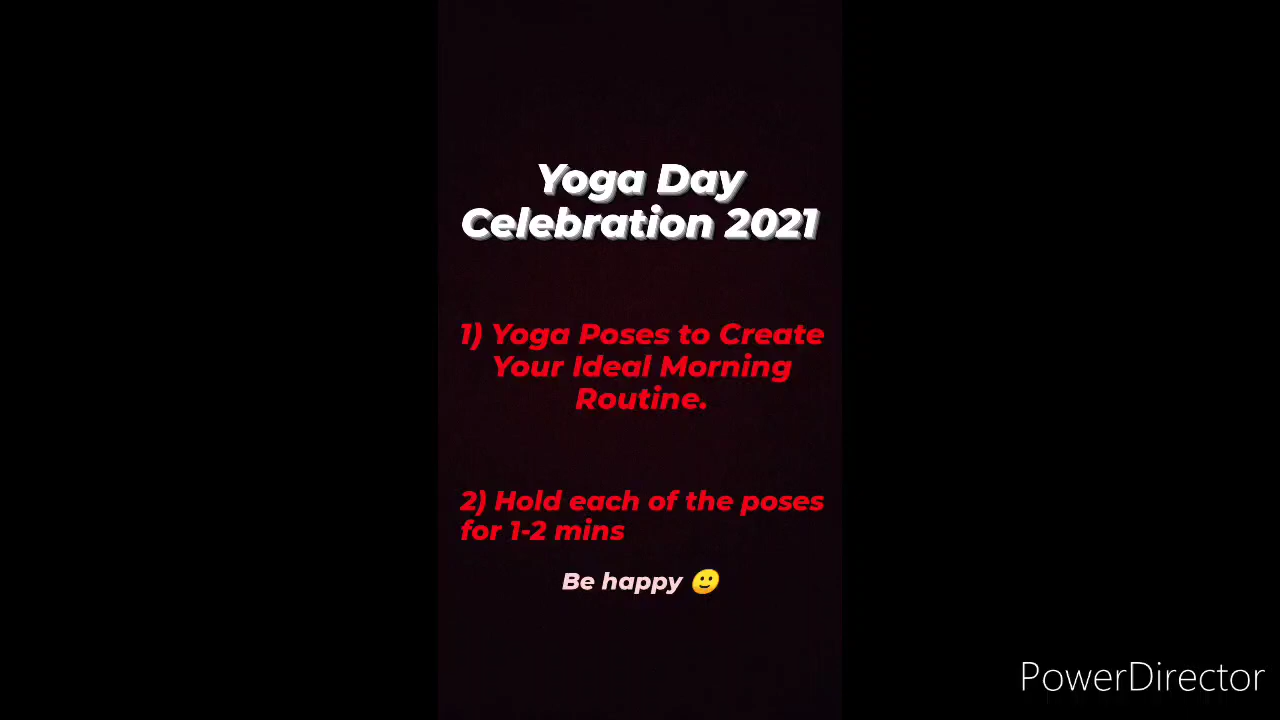 Yoga Day
Celebration 2021
1) Yoga Poses to Create
Your Ideal Morning
Routine.
2) Hold each of the poses
for 1-2 mins
Be happy 🙂
PowerDirector